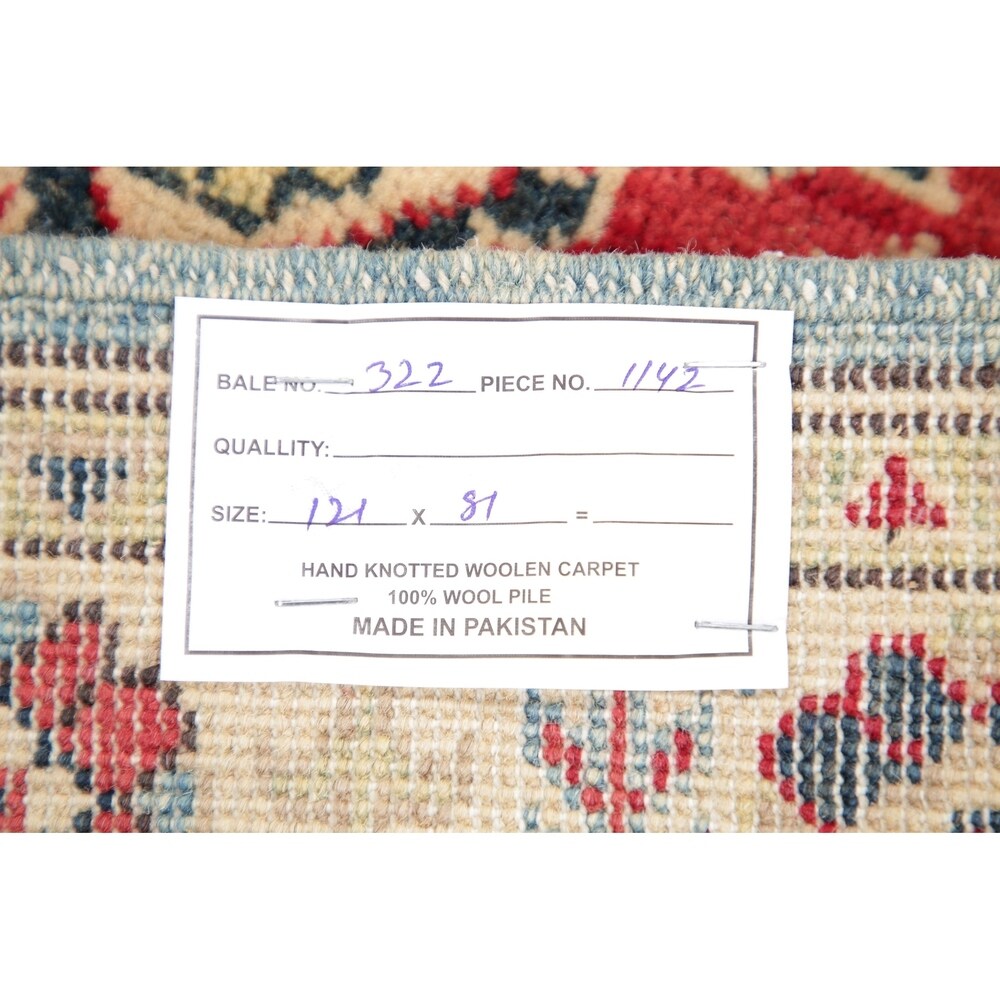 BALE NO. 322 PIECE NO. 1142
QUALLITY:
SIZE: 121 x 81 =
HAND KNOTTED WOOLEN CARPET
100% WOOL PILE
MADE IN PAKISTAN